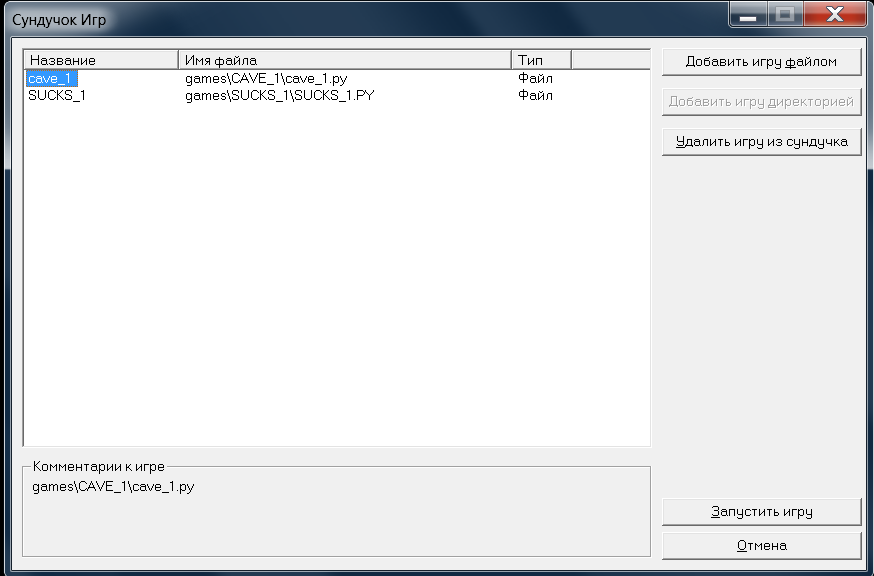 Сундучок Игр
Название Имя файла Тип
cave_1 games\CAVE_1\cave_1.py Файл
SUCKS_1 games\SUCKS_1\SUCKS_1.PY Файл
Добавить игру файлом
Добавить игру директорией
Удалить игру из сундучка
Комментарии к игре
games\CAVE_1\cave_1.py
Запустить игру
Отмена